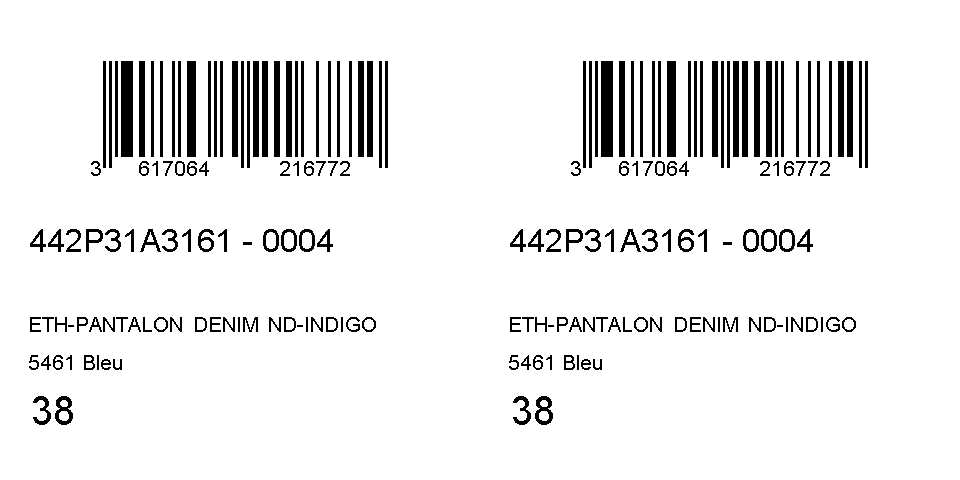 3 617064 216772
442P31A3161 - 0004
ETH-PANTALON DENIM ND-INDIGO
5461 Bleu
38
3 617064 216772
442P31A3161 - 0004
ETH-PANTALON DENIM ND-INDIGO
5461 Bleu
38